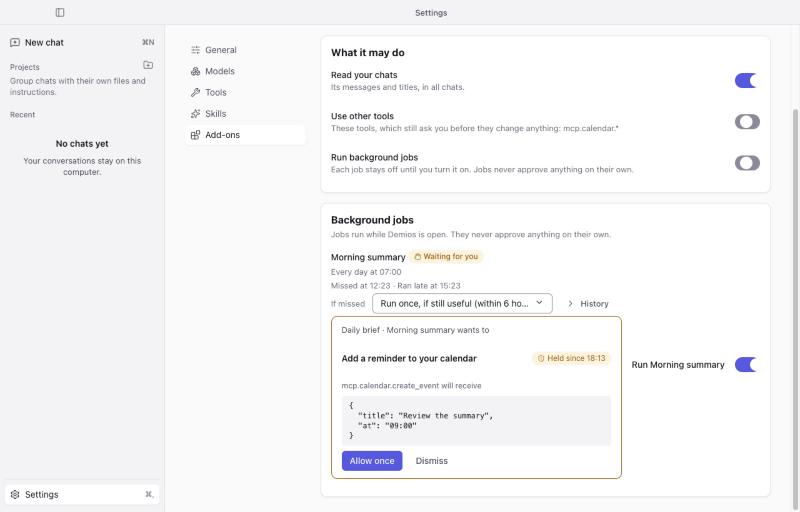 Settings
New chat
⌘N
Projects
Group chats with their own files and
instructions.
Recent
No chats yet
Your conversations stay on this
computer.
Settings
⌘,
General
Models
Tools
Skills
Add-ons
What it may do
Read your chats
Its messages and titles, in all chats.
Use other tools
These tools, which still ask you before they change anything: mcp.calendar.*
Run background jobs
Each job stays off until you turn it on. Jobs never approve anything on their own.
Background jobs
Jobs run while Demios is open. They never approve anything on their own.
Morning summary Waiting for you
Every day at 07:00
Missed at 12:23 · Ran late at 15:23
If missed Run once, if still useful (within 6 ho... History
Daily brief · Morning summary wants to
Add a reminder to your calendar Held since 18:13
mcp.calendar.create_event will receive
{
"title": "Review the summary",
"at": "09:00"
}
Allow once Dismiss
Run Morning summary